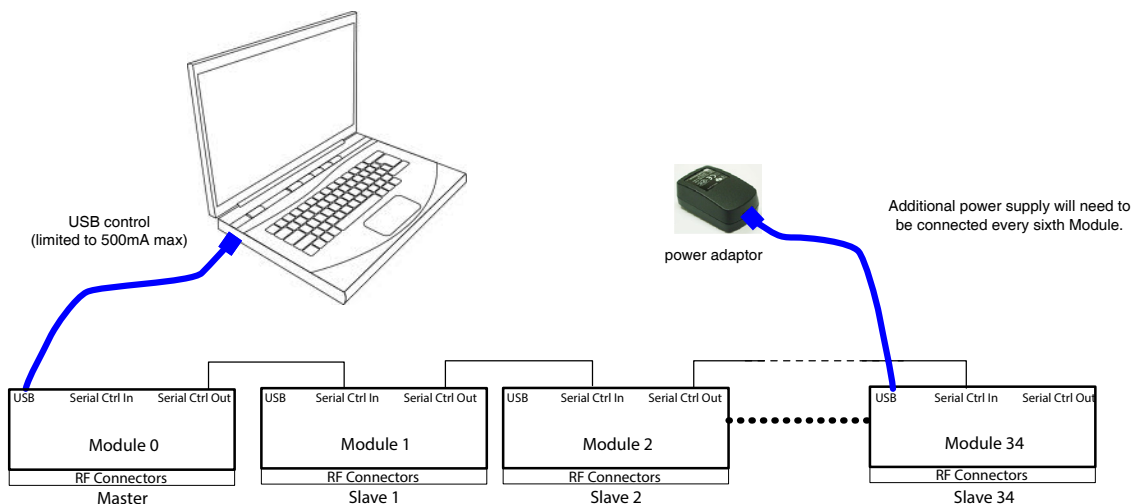 USB control
(limited to 500mA max)
power adaptor
Additional power supply will need to
be connected every sixth Module.
USB Serial Ctrl In Serial Ctrl Out
Module 0
RF Connectors
Master
USB Serial Ctrl In Serial Ctrl Out
Module 1
RF Connectors
Slave 1
USB Serial Ctrl In Serial Ctrl Out
Module 2
RF Connectors
Slave 2
USB Serial Ctrl In Serial Ctrl Out
Module 34
RF Connectors
Slave 34